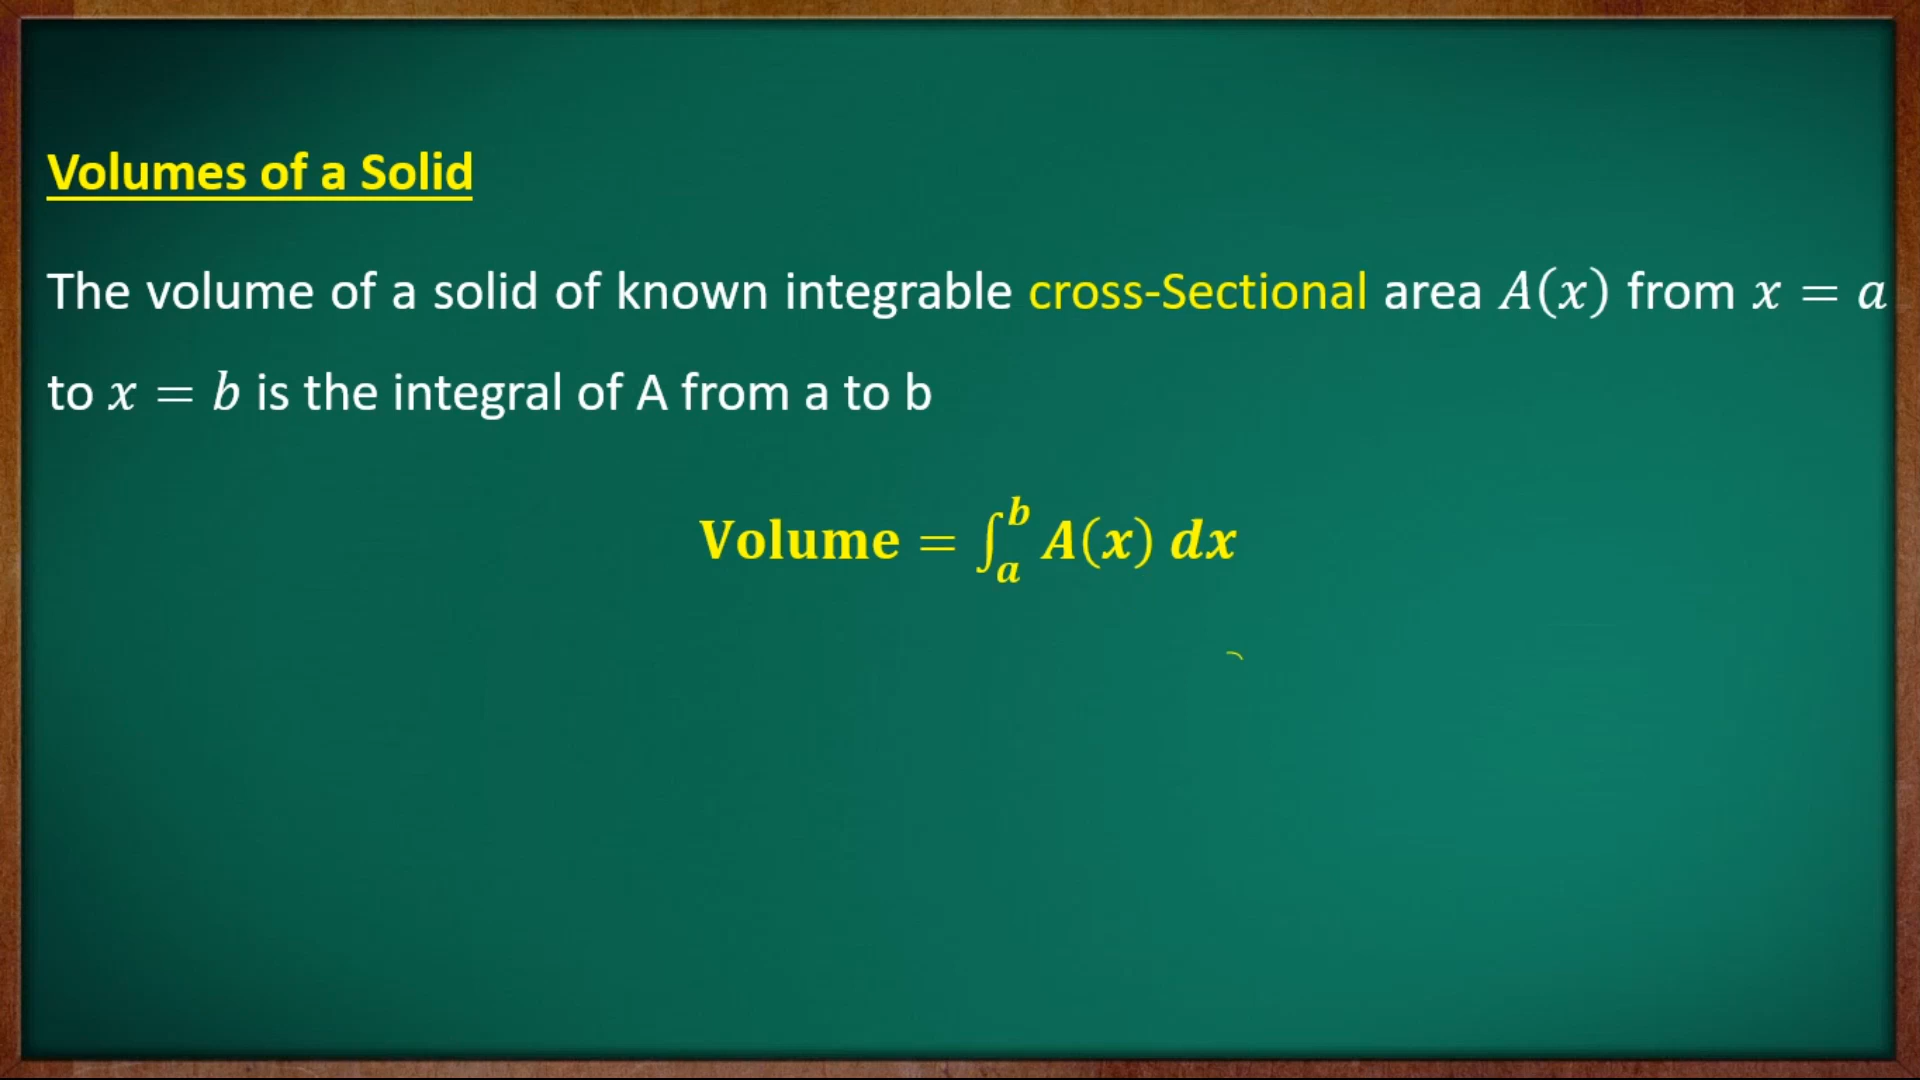 Volumes of a Solid
The volume of a solid of known integrable cross-Sectional area A(x) from x = a
to x = b is the integral of A from a to b
Volume = ∫_a^b A(x) dx